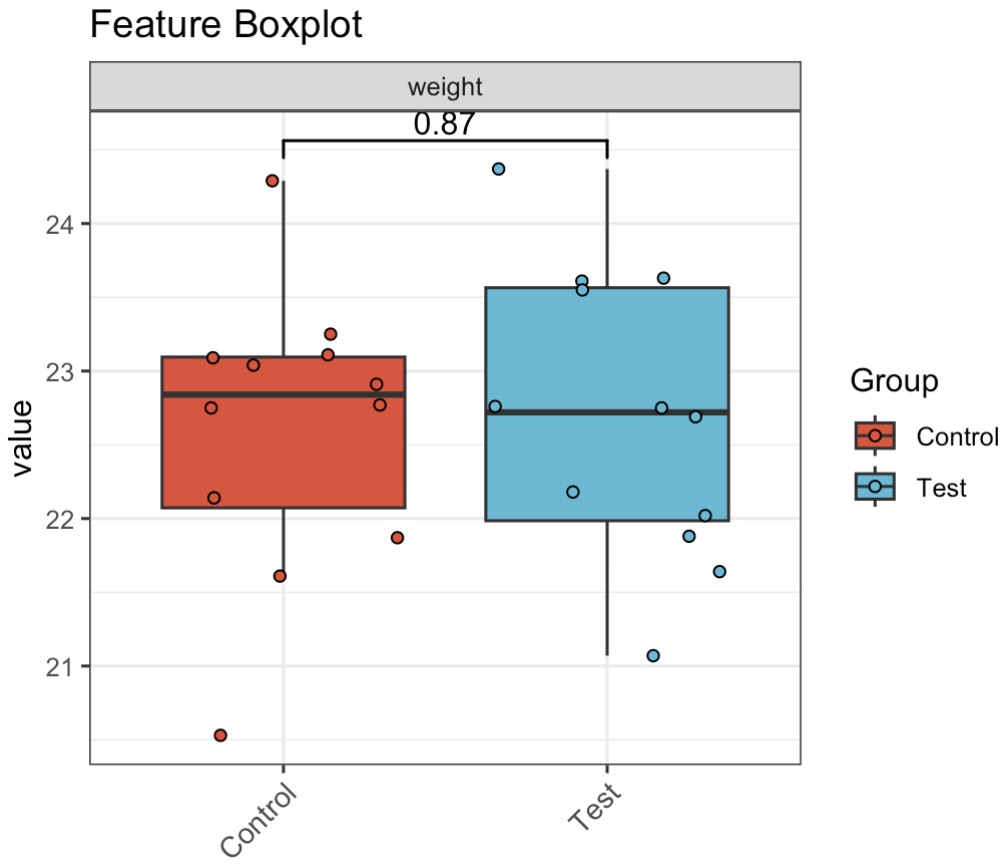 Feature Boxplot
weight
0.87
24
23
22
21
value
Control
Test
Group
Control
Test